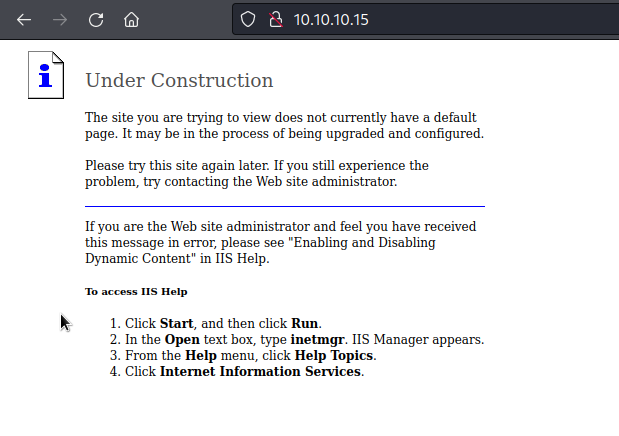 10.10.10.15
Under Construction
The site you are trying to view does not currently have a default
page. It may be in the process of being upgraded and configured.
Please try this site again later. If you still experience the
problem, try contacting the Web site administrator.
If you are the Web site administrator and feel you have received
this message in error, please see "Enabling and Disabling
Dynamic Content" in IIS Help.
To access IIS Help
1. Click Start, and then click Run.
2. In the Open text box, type inetmgr. IIS Manager appears.
3. From the Help menu, click Help Topics.
4. Click Internet Information Services.